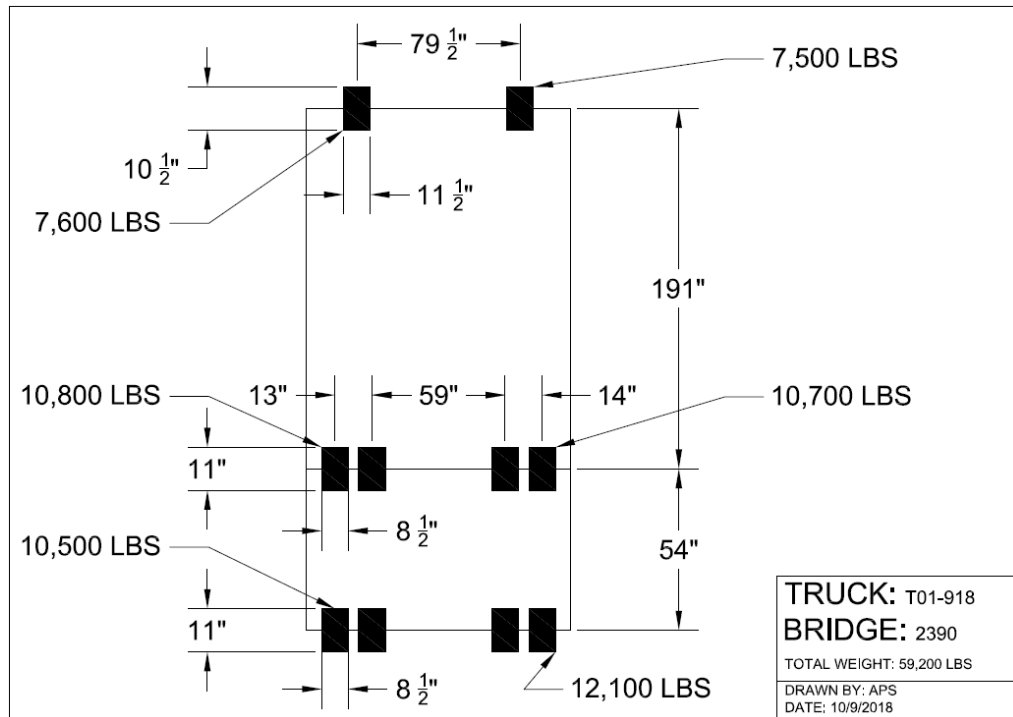 79 1/2"
7,500 LBS
10 1/2"
11 1/2"
7,600 LBS
191"
10,800 LBS
13"
59"
14"
10,700 LBS
11"
8 1/2"
10,500 LBS
54"
11"
8 1/2"
12,100 LBS
TRUCK: T01-918
BRIDGE: 2390
TOTAL WEIGHT: 59,200 LBS
DRAWN BY: APS
DATE: 10/9/2018